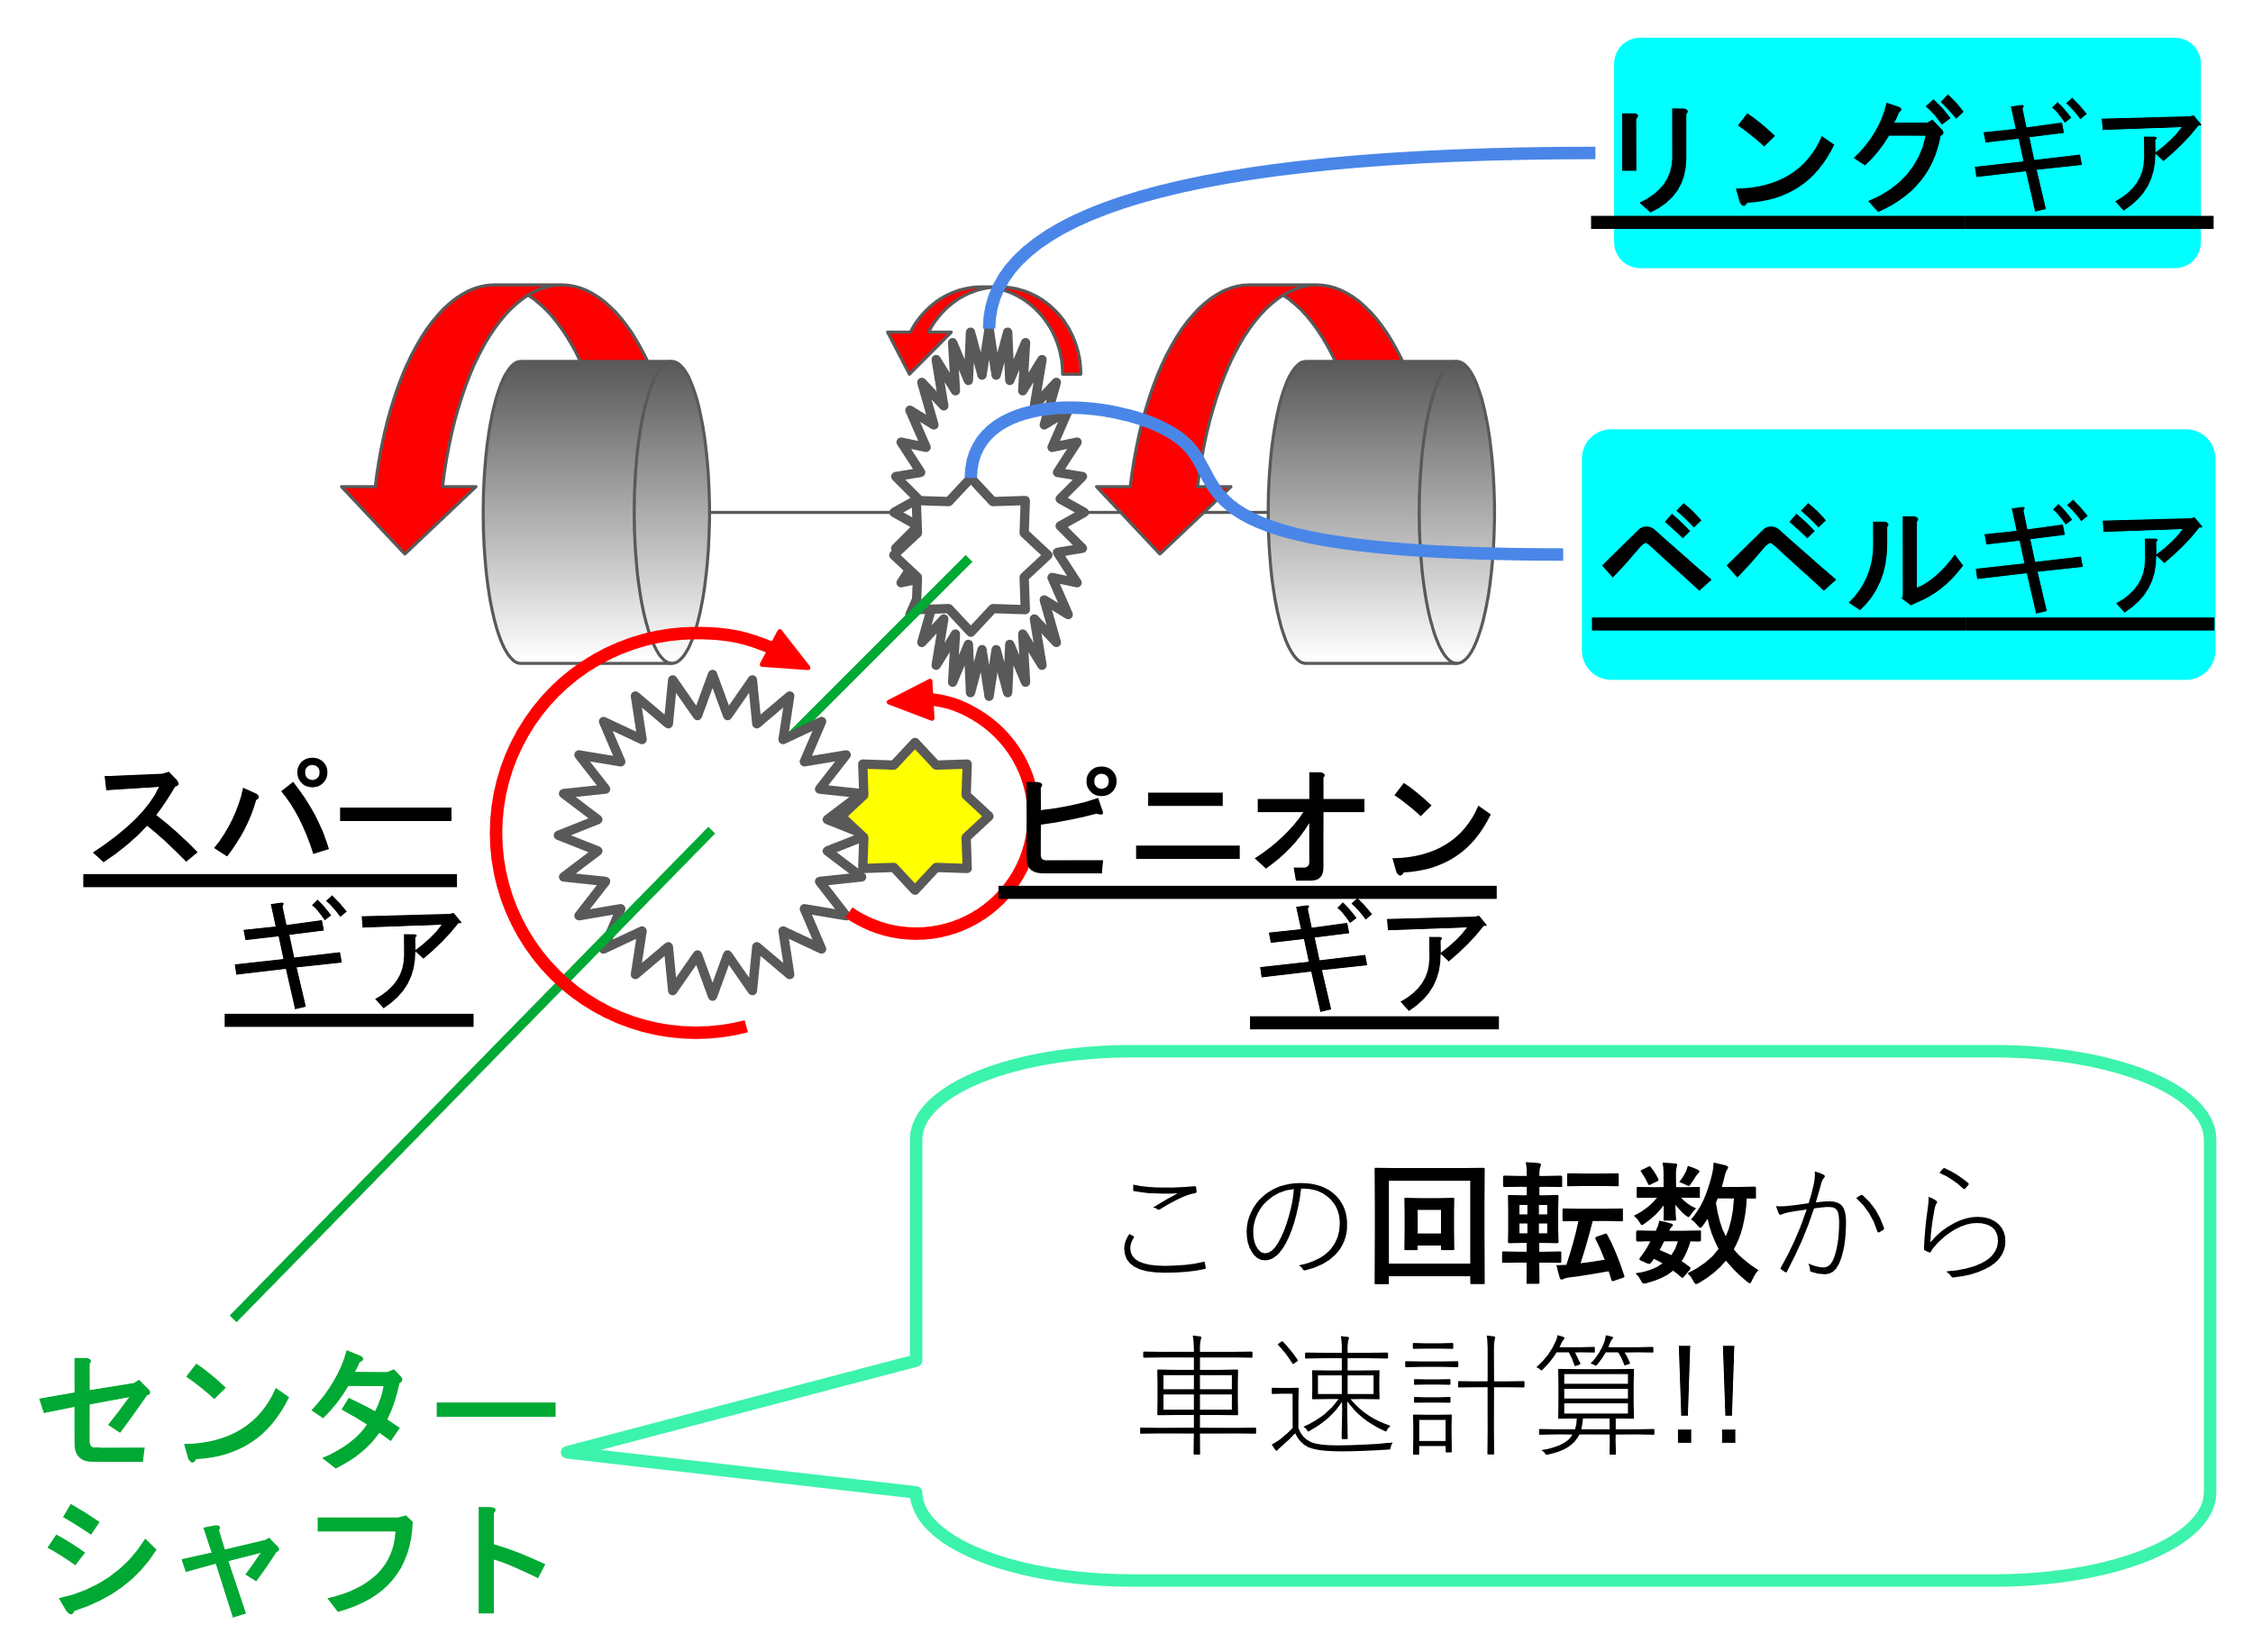 リングギア
ベベルギア
スパー
ギア
ピニオン
ギア
この回転数から
車速計算!!
センター
シャフト